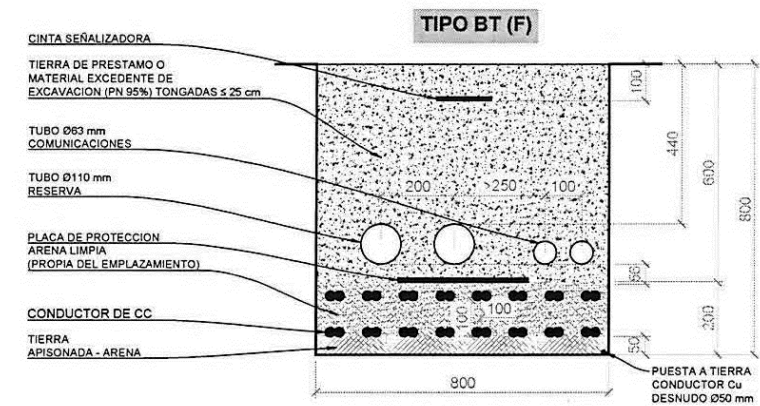 TIPO BT (F)
CINTA SEÑALIZADORA
TIERRA DE PRESTAMO O
MATERIAL EXCEDENTE DE
EXCAVACION (PN 95%) TONGADAS ≤ 25 cm
TUBO Ø63 mm
COMUNICACIONES
TUBO Ø110 mm
RESERVA
PLACA DE PROTECCION
ARENA LIMPIA
(PROPIA DEL EMPLAZAMIENTO)
CONDUCTOR DE CC
TIERRA
APISONADA - ARENA
200
>250
100
100
440
600
800
200
50
>100
800
PUESTA A TIERRA
CONDUCTOR Cu
DESNUDO Ø50 mm